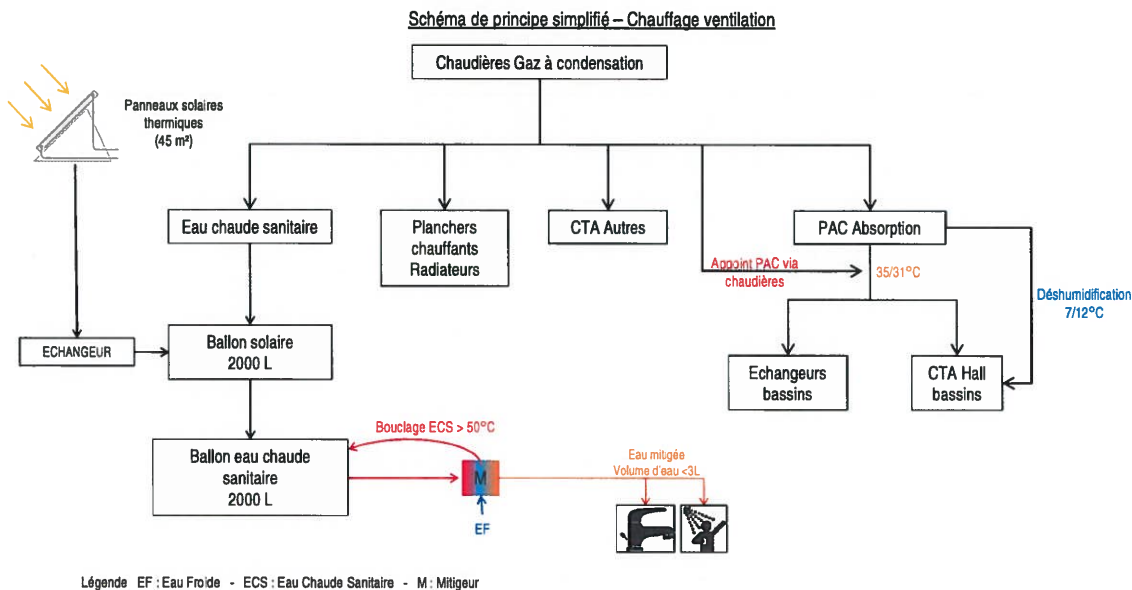 Schéma de principe simplifié – Chauffage ventilation
Chaudières Gaz à condensation
Panneaux solaires
thermiques
(45 m²)
Eau chaude sanitaire
Planchers
chauffants
Radiateurs
CTA Autres
PAC Absorption
Appoint PAC via
chaudières
35/31°C
Déshumidification
7/12°C
ECHANGEUR
Ballon solaire
2000 L
Echangeurs
bassins
CTA Hall
bassins
Bouclage ECS > 50°C
Ballon eau chaude
sanitaire
2000 L
M
EF
Eau mitigée
Volume d'eau <3L
Légende EF : Eau Froide - ECS : Eau Chaude Sanitaire - M : Mitigeur